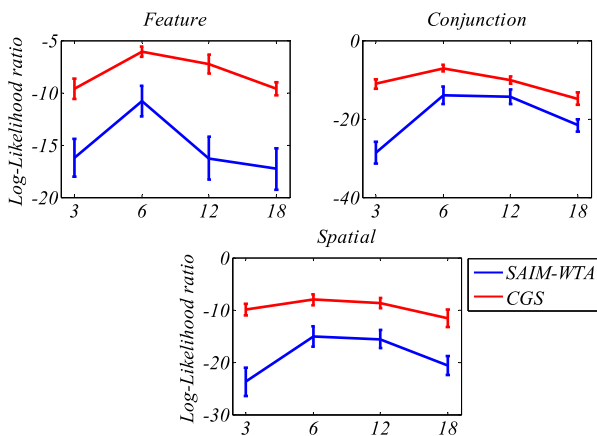 Feature
Conjunction
Log-Likelihood ratio
-5
-10
-15
-20
3 6 12 18
0
-20
-40
3 6 12 18
Spatial
Log-Likelihood ratio
0
-10
-20
-30
3 6 12 18
SAIM-WTA
CGS